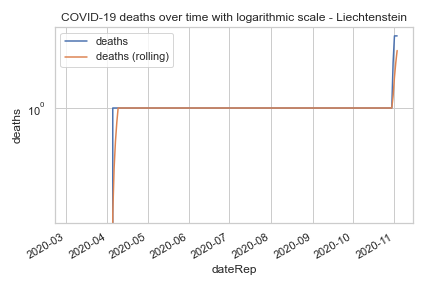 COVID-19 deaths over time with logarithmic scale - Liechtenstein
deaths
deaths (rolling)
10⁰
deaths
2020-03
2020-04
2020-05
2020-06
2020-07
2020-08
2020-09
2020-10
2020-11
dateRep